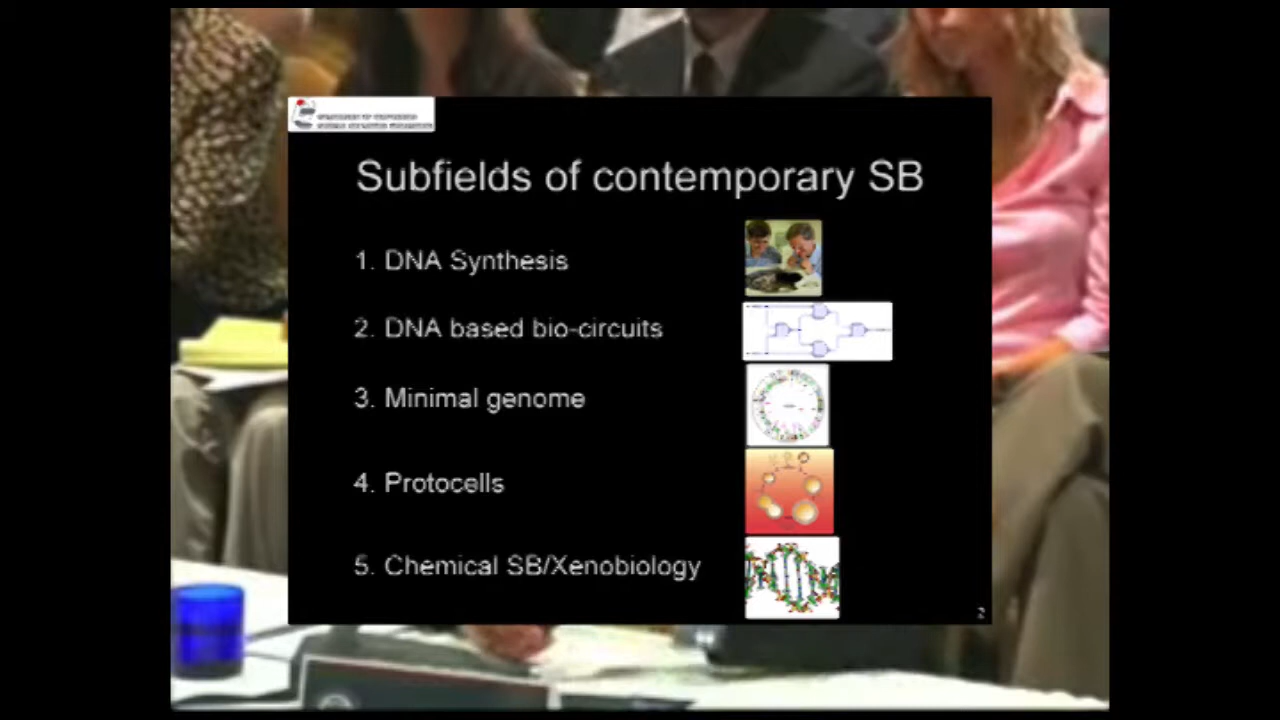 Subfields of contemporary SB
1. DNA Synthesis
2. DNA based bio-circuits
3. Minimal genome
4. Protocells
5. Chemical SB/Xenobiology
2